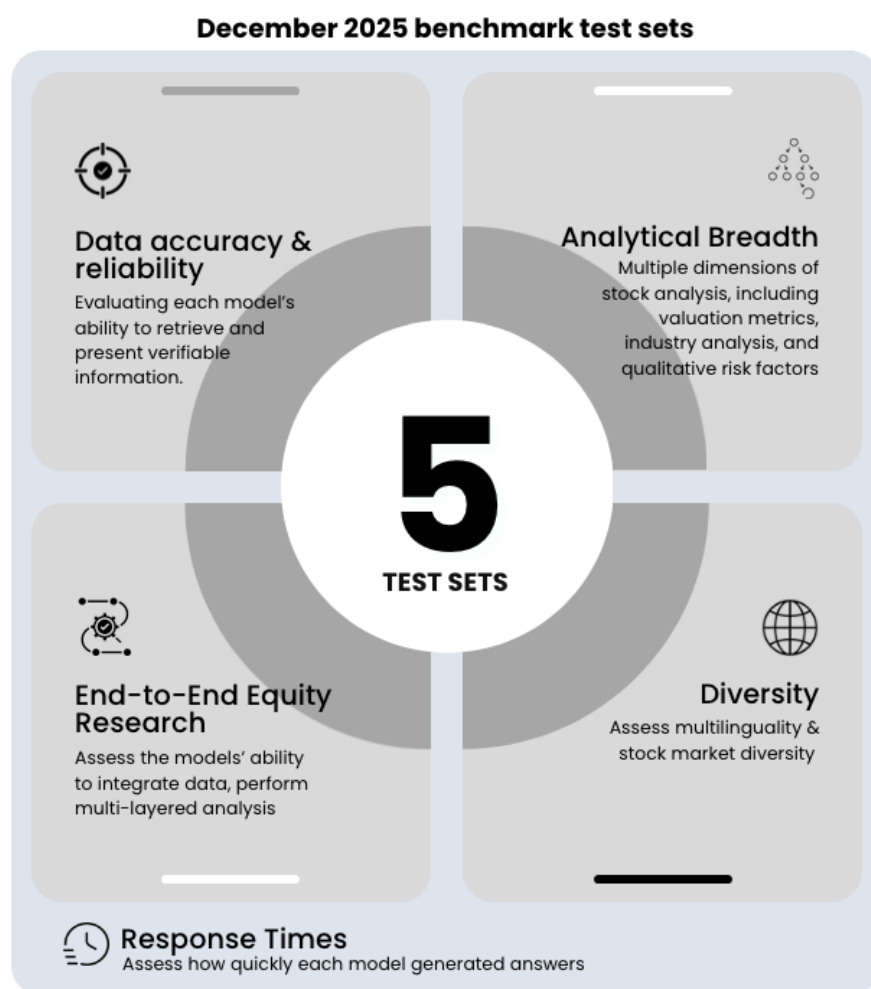 December 2025 benchmark test sets
Data accuracy &
reliability
Evaluating each model's
ability to retrieve and
present verifiable
information.
Analytical Breadth
Multiple dimensions of
stock analysis, including
valuation metrics,
industry analysis, and
qualitative risk factors
5
TEST SETS
End-to-End Equity
Research
Assess the models' ability
to integrate data, perform
multi-layered analysis
Diversity
Assess multilinguality &
stock market diversity
Response Times
Assess how quickly each model generated answers